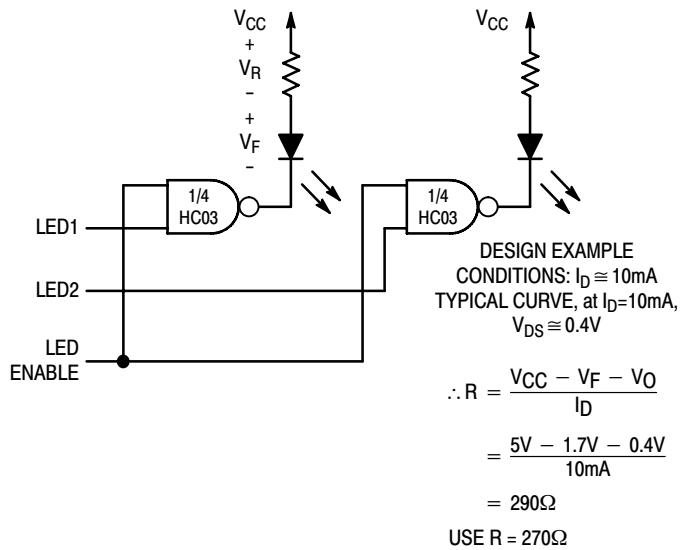 VCC
+
VR
−
+
VF
−
VCC
1/4
HC03
1/4
HC03
LED1
LED2
LED
ENABLE
DESIGN EXAMPLE
CONDITIONS: ID ≅ 10mA
TYPICAL CURVE, at ID=10mA,
VDS ≅ 0.4V
∴ R = (VCC − VF − VO) / ID
= (5V − 1.7V − 0.4V) / 10mA
= 290Ω
USE R = 270Ω